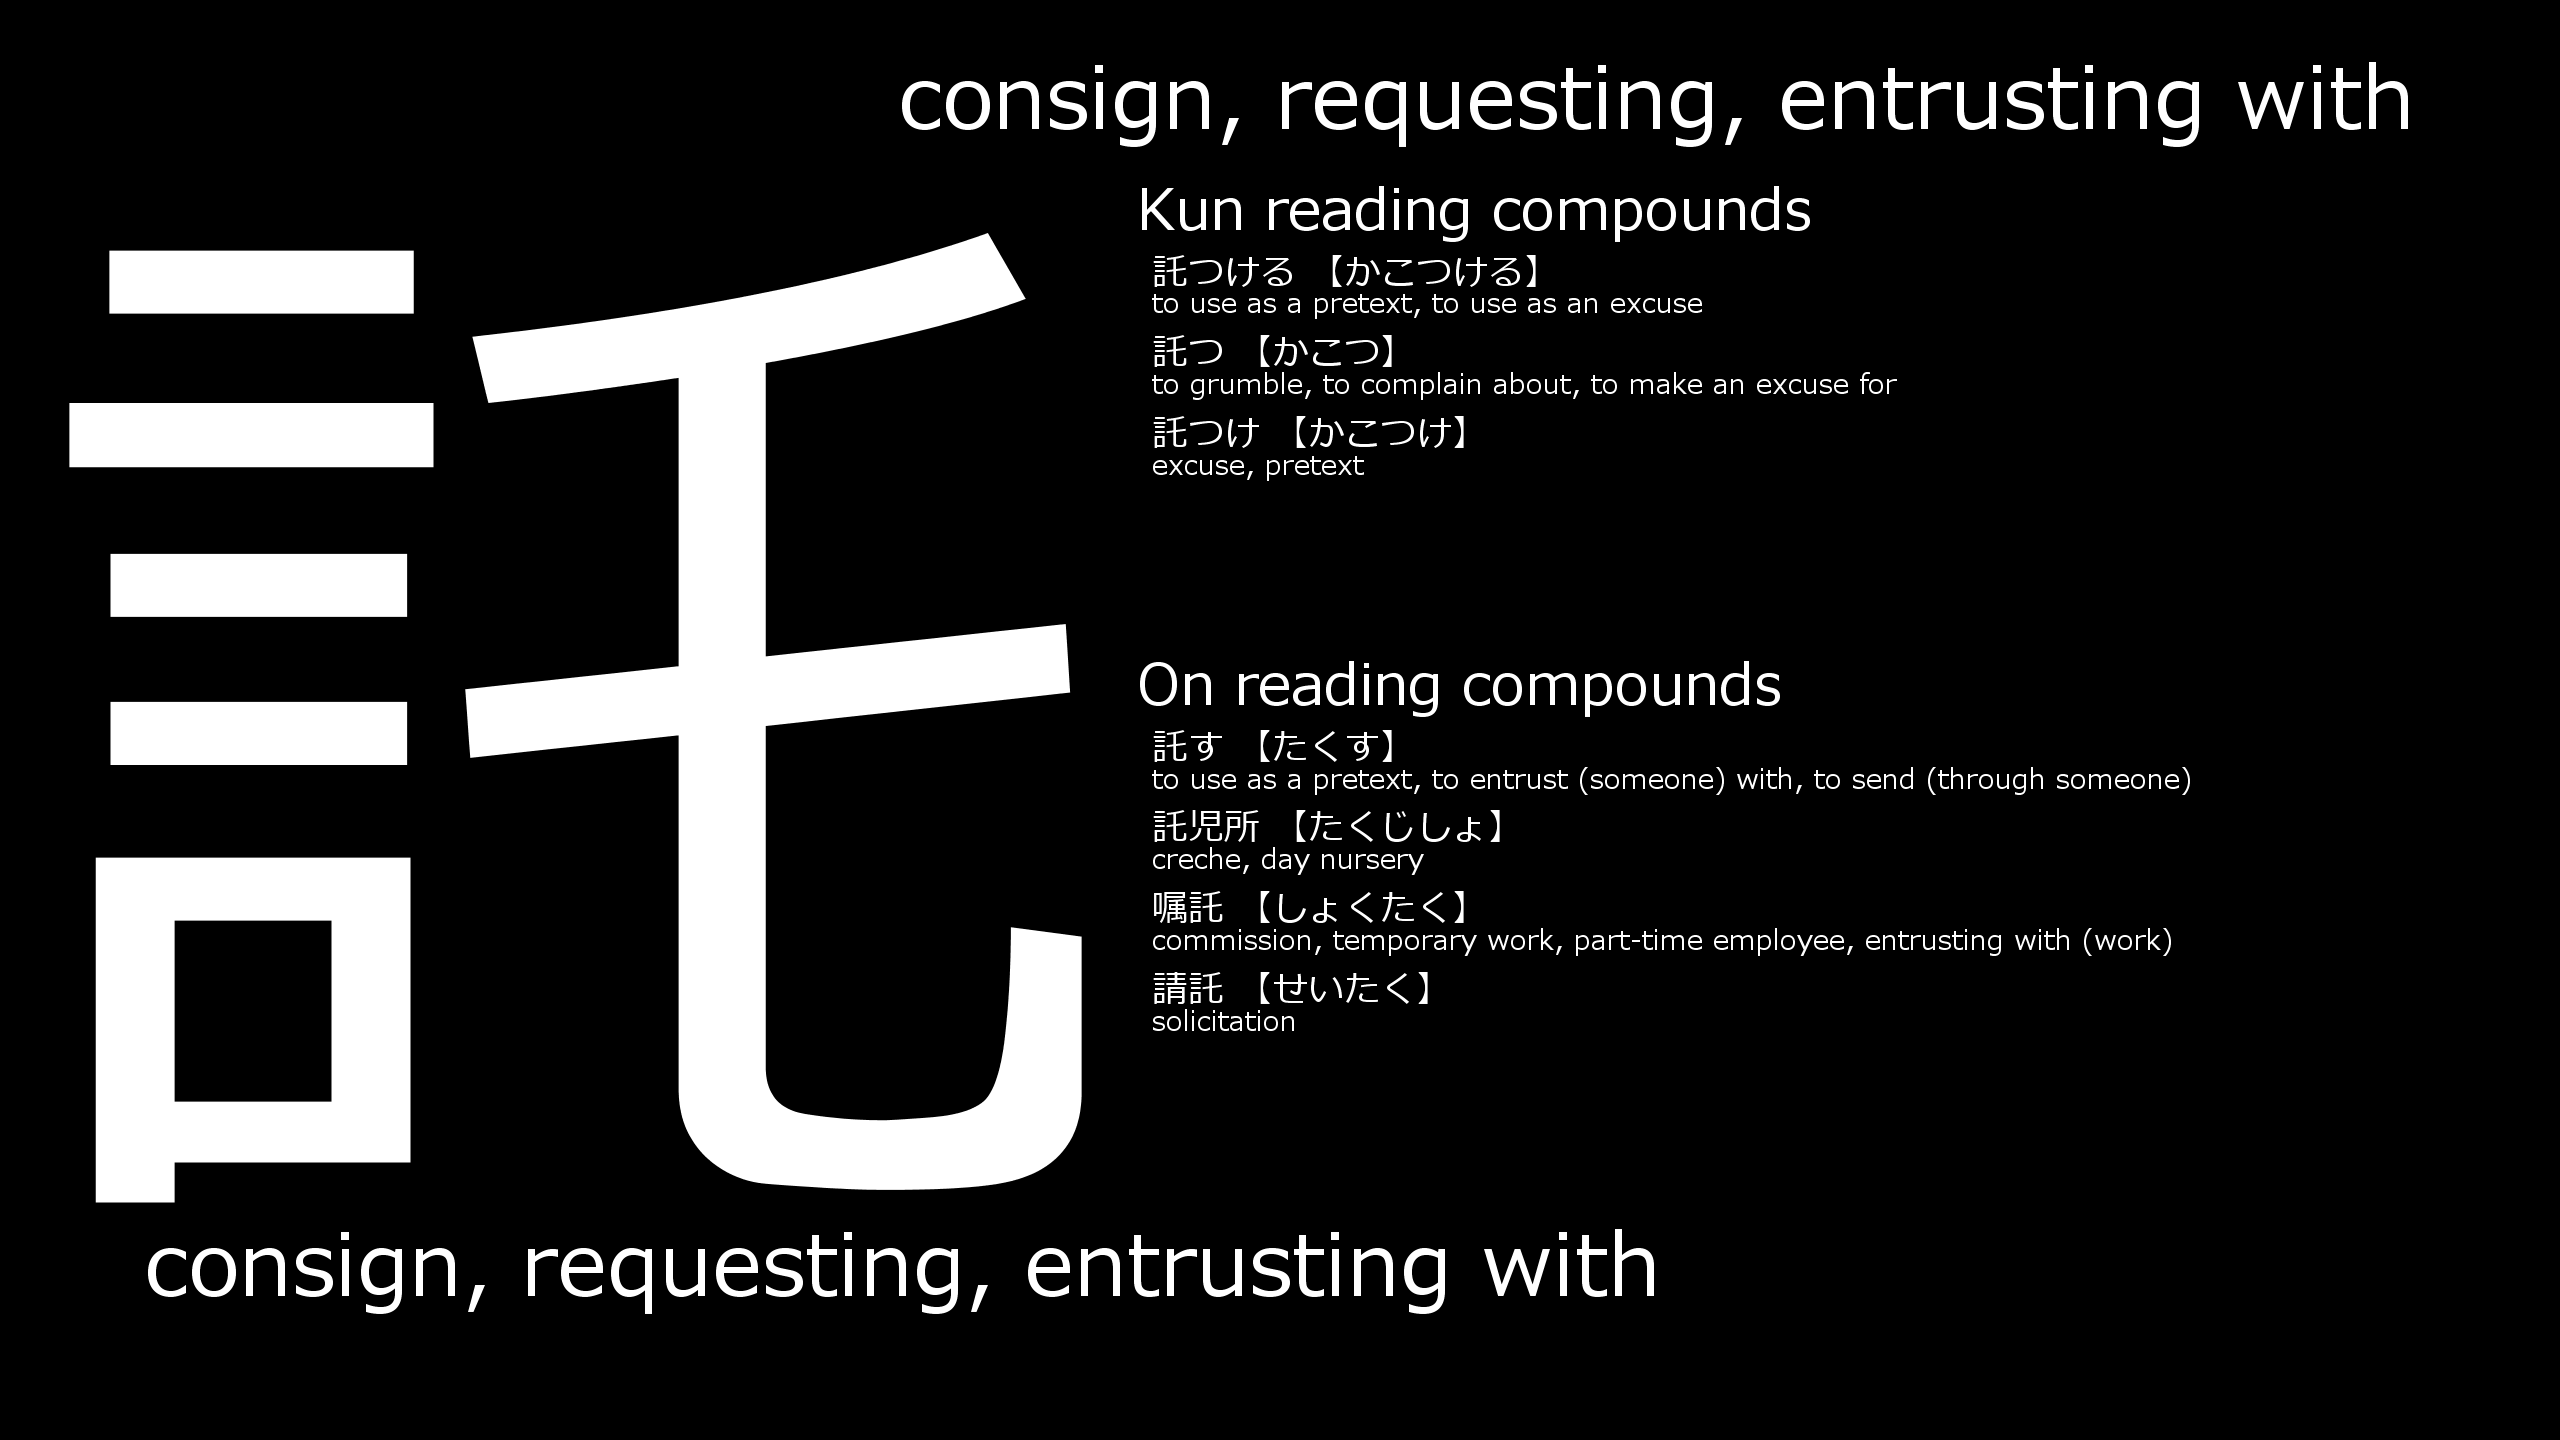 consign, requesting, entrusting with
託
Kun reading compounds
託つける 【かこつける】
to use as a pretext, to use as an excuse
託つ 【かこつ】
to grumble, to complain about, to make an excuse for
託つけ 【かこつけ】
excuse, pretext
On reading compounds
託す 【たくす】
to use as a pretext, to entrust (someone) with, to send (through someone)
託児所 【たくじしょ】
creche, day nursery
嘱託 【しょくたく】
commission, temporary work, part-time employee, entrusting with (work)
請託 【せいたく】
solicitation
consign, requesting, entrusting with